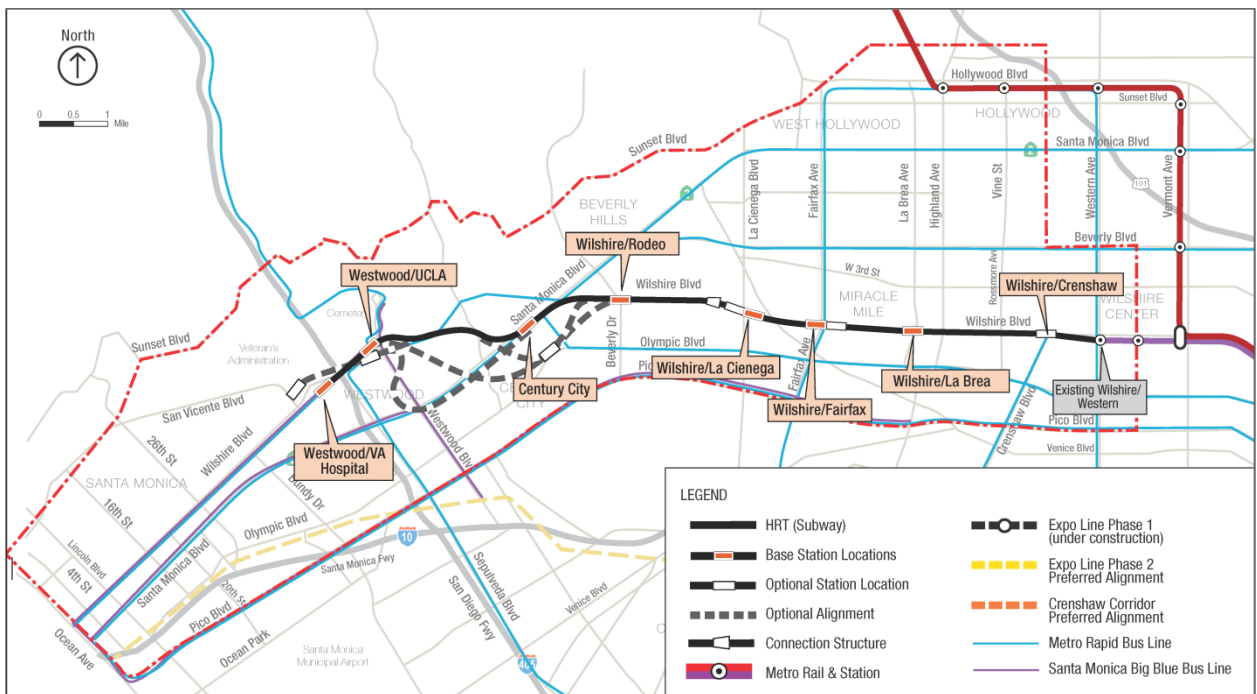 North
0 0.5 1
Mile
Hollywood Blvd
Sunset Blvd
HOLLYWOOD
WEST HOLLYWOOD
Sunset Blvd
Santa Monica Blvd
2
2
101
La Cienega Blvd
Fairfax Ave
La Brea Ave
Highland Ave
Vine St
Western Ave
Vermont Ave
BEVERLY
HILLS
Wilshire/Rodeo
Beverly Blvd
Westwood/UCLA
Santa Monica Blvd
Wilshire Blvd
W 3rd St
Rossmore Ave
Wilshire/Crenshaw
MIRACLE
MILE
WILSHIRE
CENTER
Wilshire Blvd
Sunset Blvd
Veteran's
Administration
Beverly Dr
Olympic Blvd
Wilshire/La Cienega
Fairfax Ave
Century City
CITY
Wilshire/La Brea
Existing Wilshire/
Western
Wilshire/Fairfax
San Vicente Blvd
WESTWOOD
Westwood Blvd
Crenshaw Blvd
Pico Blvd
Venice Blvd
26th St
Wilshire Blvd
Westwood/VA
Hospital
SANTA MONICA
16th St
Bundy Dr
Olympic Blvd
10
Lincoln Blvd
4th St
Santa Monica Blvd
20th St
Santa Monica Fwy
Pico Blvd
Sepulveda Blvd
San Diego Fwy
Venice Blvd
Ocean Ave
Ocean Park
Santa Monica
Municipal Airport
405
LEGEND
HRT (Subway)
Base Station Locations
Optional Station Location
Optional Alignment
Connection Structure
Metro Rail & Station
Expo Line Phase 1
(under construction)
Expo Line Phase 2
Preferred Alignment
Crenshaw Corridor
Preferred Alignment
Metro Rapid Bus Line
Santa Monica Big Blue Bus Line